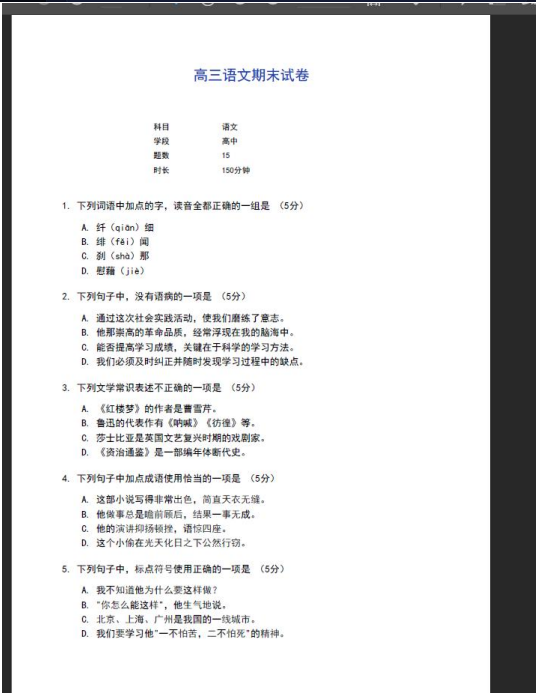 高三语文期末试卷
科目 语文
学段 高中
题数 15
时长 150分钟
1. 下列词语中加点的字，读音全都正确的一组是 （5分）
A. 纤（qiān）细
B. 绯（fěi）闻
C. 刹（shà）那
D. 慰藉（jiè）
2. 下列句子中，没有语病的一项是 （5分）
A. 通过这次社会实践活动，使我们磨练了意志。
B. 他那崇高的革命品质，经常浮现在我的脑海中。
C. 能否提高学习成绩，关键在于科学的学习方法。
D. 我们必须及时纠正并随时发现学习过程中的缺点。
3. 下列文学常识表述不正确的一项是 （5分）
A. 《红楼梦》的作者是曹雪芹。
B. 鲁迅的代表作有《呐喊》《彷徨》等。
C. 莎士比亚是英国文艺复兴时期的戏剧家。
D. 《资治通鉴》是一部编年体断代史。
4. 下列句子中加点成语使用恰当的一项是 （5分）
A. 这部小说写得非常出色，简直天衣无缝。
B. 他做事总是瞻前顾后，结果一事无成。
C. 他的演讲抑扬顿挫，语惊四座。
D. 这个小偷在光天化日之下公然行窃。
5. 下列句子中，标点符号使用正确的一项是 （5分）
A. 我不知道他为什么要这样做？
B. "你怎么能这样"，他生气地说。
C. 北京、上海、广州是我国的一线城市。
D. 我们要学习他"一不怕苦，二不怕死"的精神。